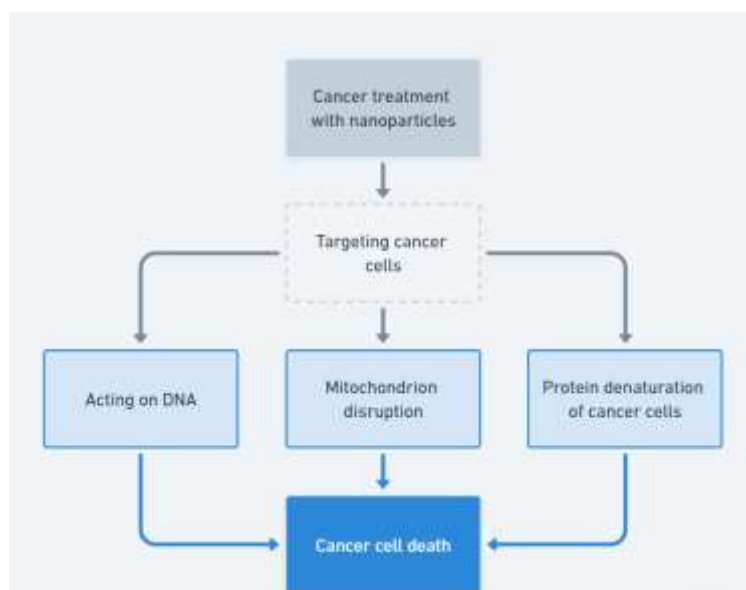 Cancer treatment
with nanoparticles
Targeting cancer
cells
Acting on DNA
Mitochondrion
disruption
Protein denaturation
of cancer cells
Cancer cell death